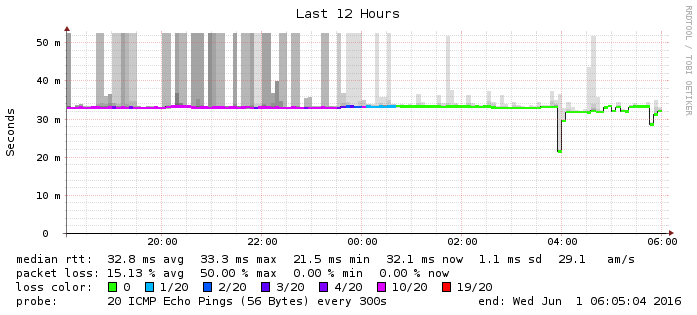 Last 12 Hours
RRDTOOL / TOBI OETIKER
Seconds
50 m
40 m
30 m
20 m
10 m
0
20:00 22:00 00:00 02:00 04:00 06:00
median rtt: 32.8 ms avg 33.3 ms max 21.5 ms min 32.1 ms now 1.1 ms sd 29.1 am/s
packet loss: 15.13 % avg 50.00 % max 0.00 % min 0.00 % now
loss color: 0 1/20 2/20 3/20 4/20 10/20 19/20
probe: 20 ICMP Echo Pings (56 Bytes) every 300s end: Wed Jun 1 06:05:04 2016